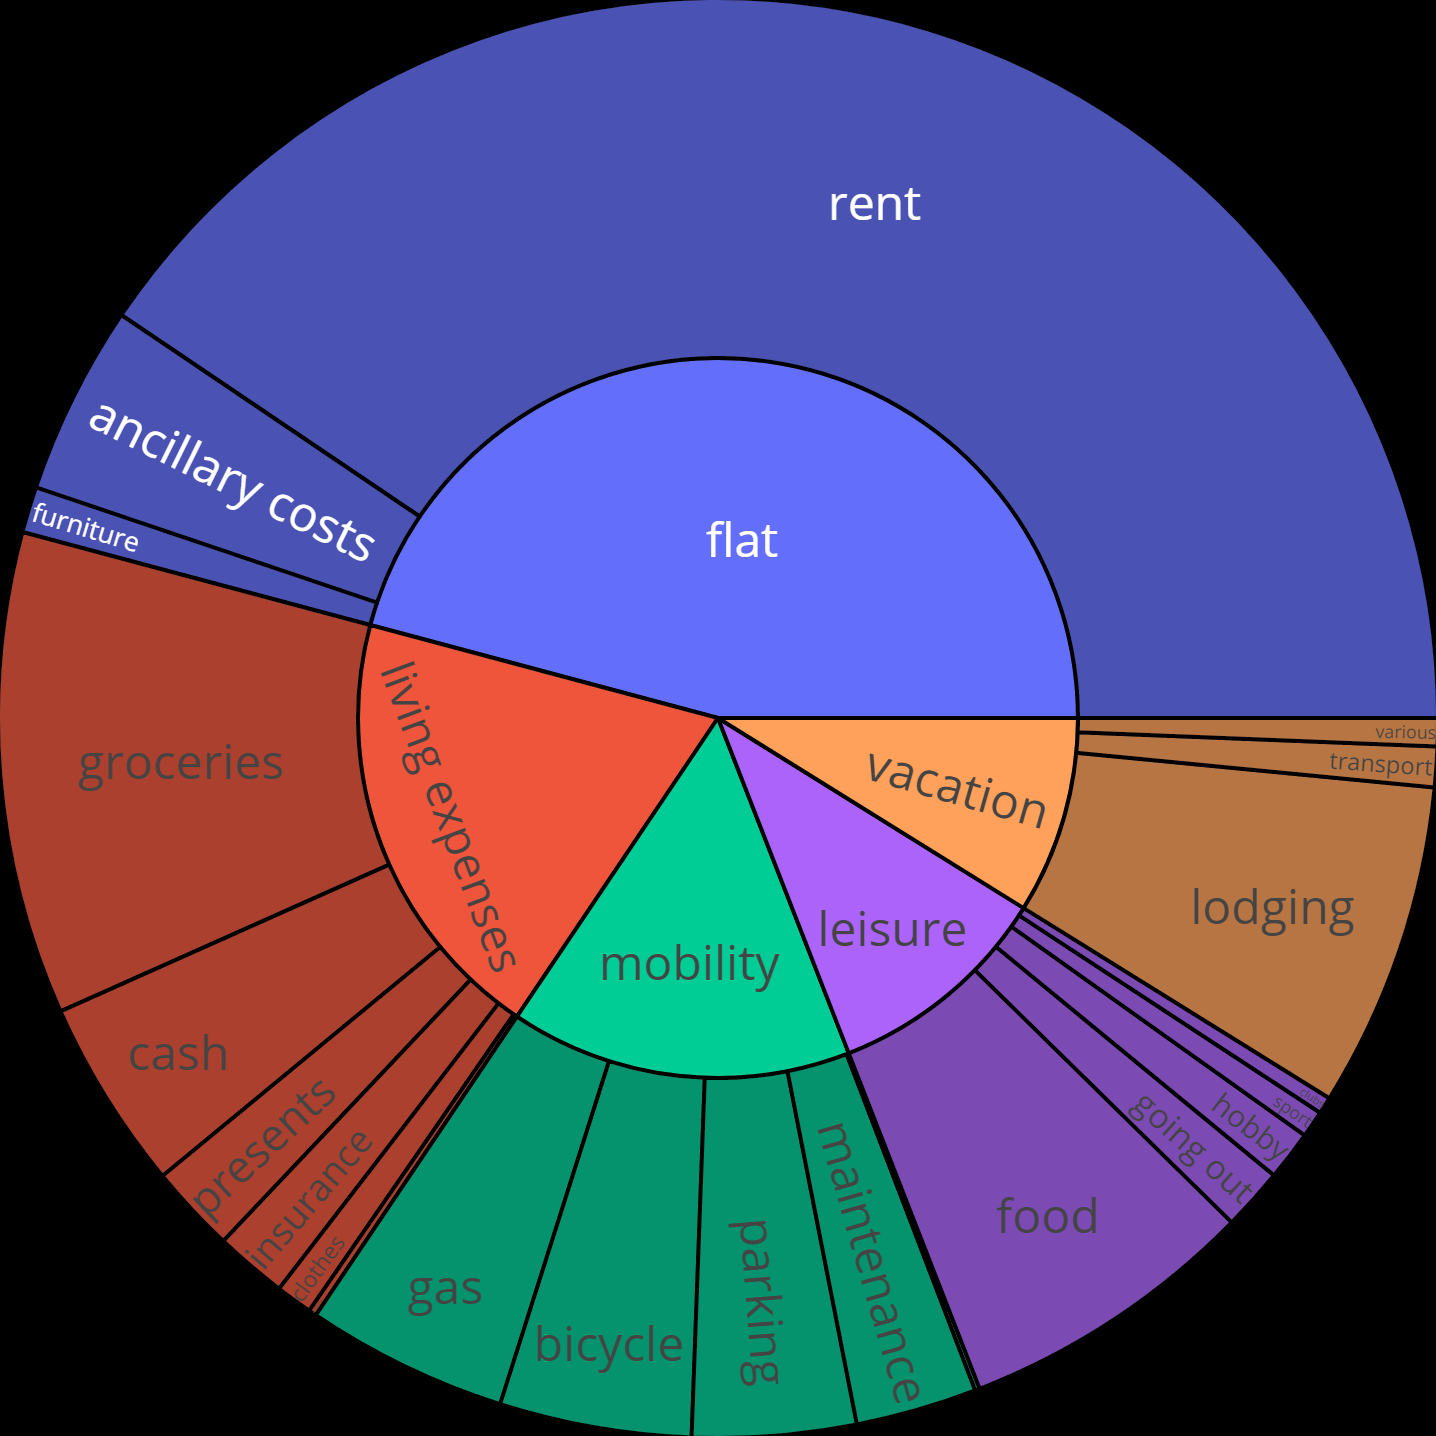 rent
ancillary costs
furniture
flat
groceries
living expenses
cash
presents
insurance
clothes
mobility
gas
bicycle
parking
maintenance
leisure
food
going out
hobby
sport
vacation
various
transport
lodging